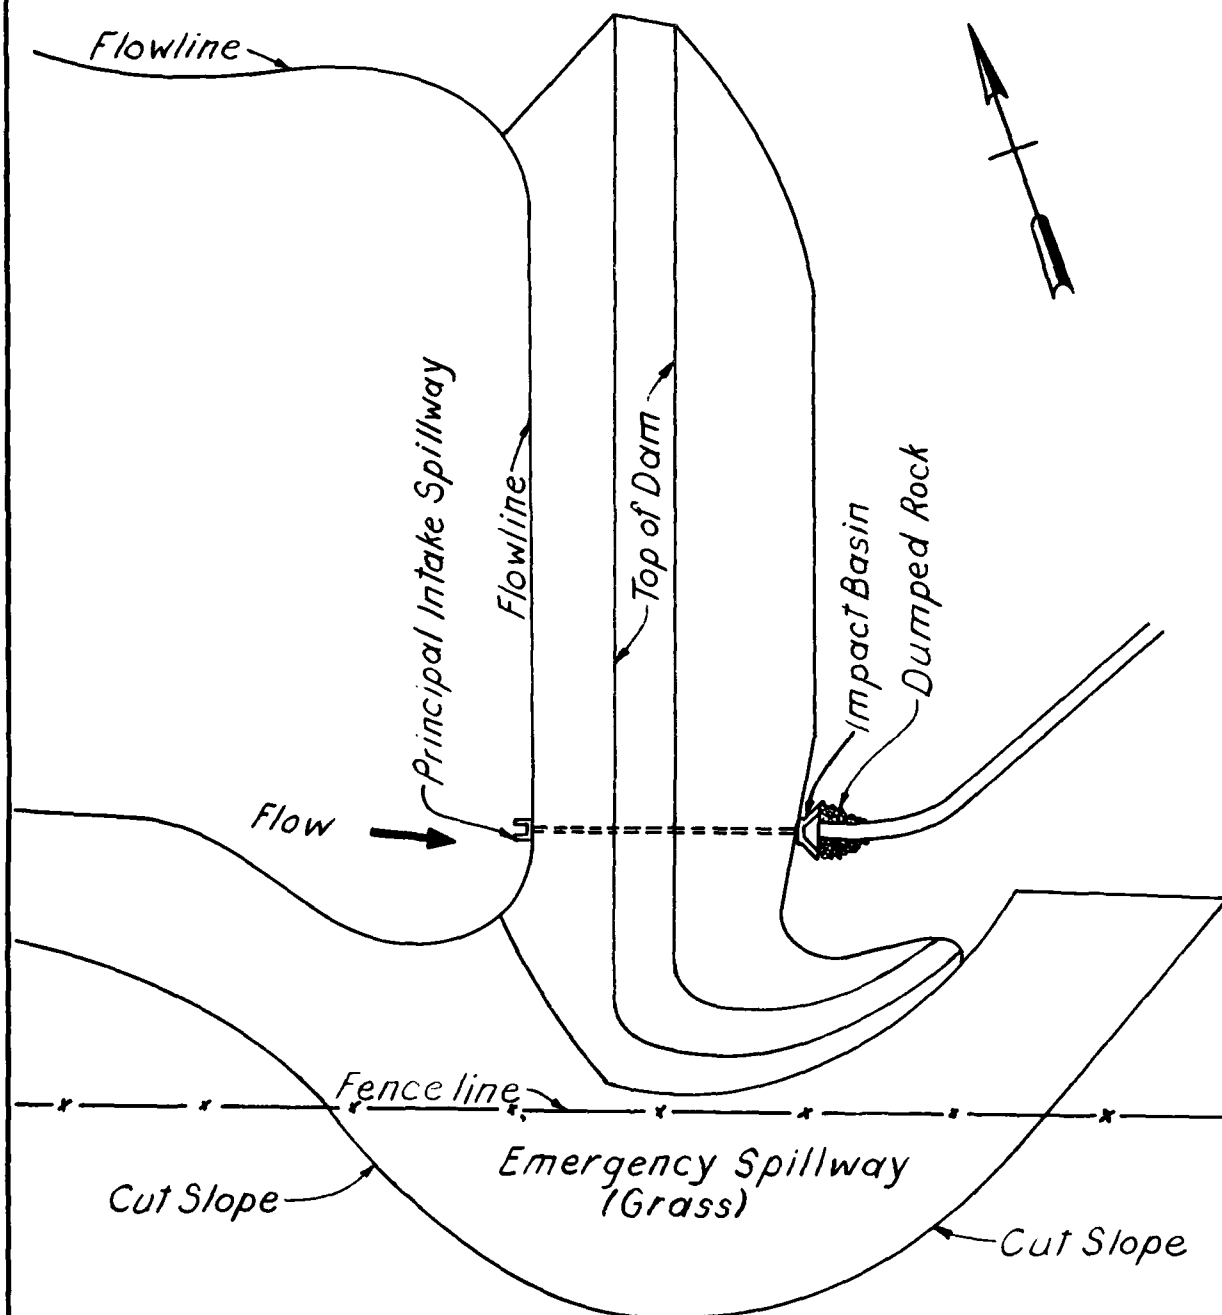 Flowline
Principal Intake Spillway
Flowline
Top of Dam
Impact Basin
Dumped Rock
Flow
Fence line
Emergency Spillway
(Grass)
Cut Slope
Cut Slope